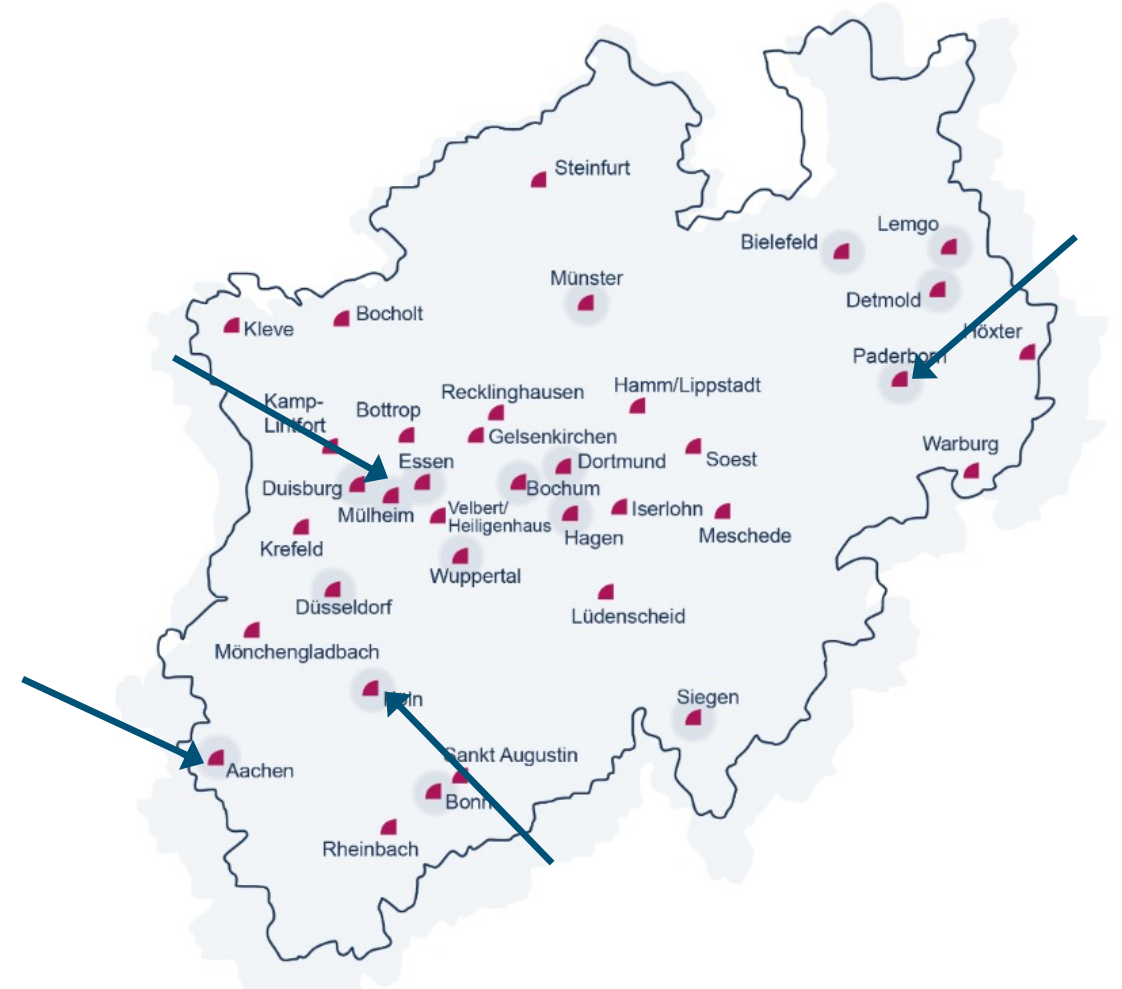 Steinfurt
Lemgo
Bielefeld
Münster
Detmold
Bocholt
Kleve
Höxter
Paderborn
Hamm/Lippstadt
Recklinghausen
Kamp-
Lintfort
Bottrop
Gelsenkirchen
Warburg
Essen
Dortmund
Soest
Duisburg
Bochum
Mülheim
Velbert/
Heiligenhaus
Iserlohn
Hagen
Meschede
Krefeld
Wuppertal
Düsseldorf
Lüdenscheid
Mönchengladbach
Köln
Siegen
Sankt Augustin
Aachen
Bonn
Rheinbach